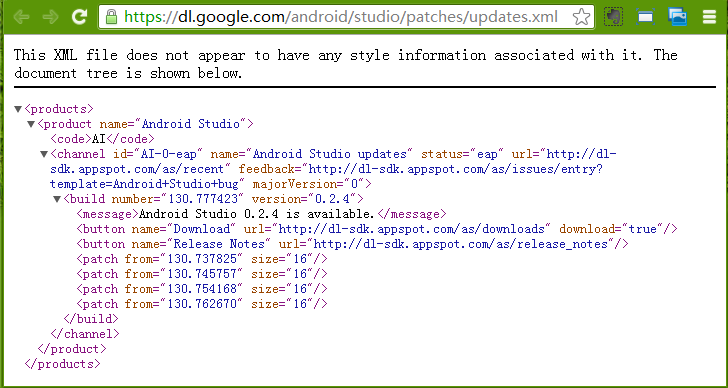 https://dl.google.com/android/studio/patches/updates.xml
This XML file does not appear to have any style information associated with it. The
document tree is shown below.
<products>
<product name="Android Studio">
<code>AI</code>
<channel id="AI-0-eap" name="Android Studio updates" status="eap" url="http://dl-
sdk.appspot.com/as/recent" feedback="http://dl-sdk.appspot.com/as/issues/entry?
template=Android+Studio+bug" majorVersion="0">
<build number="130.777423" version="0.2.4">
<message>Android Studio 0.2.4 is available.</message>
<button name="Download" url="http://dl-sdk.appspot.com/as/downloads" download="true"/>
<button name="Release Notes" url="http://dl-sdk.appspot.com/as/release_notes"/>
<patch from="130.737825" size="16"/>
<patch from="130.745757" size="16"/>
<patch from="130.754168" size="16"/>
<patch from="130.762670" size="16"/>
</build>
</channel>
</product>
</products>